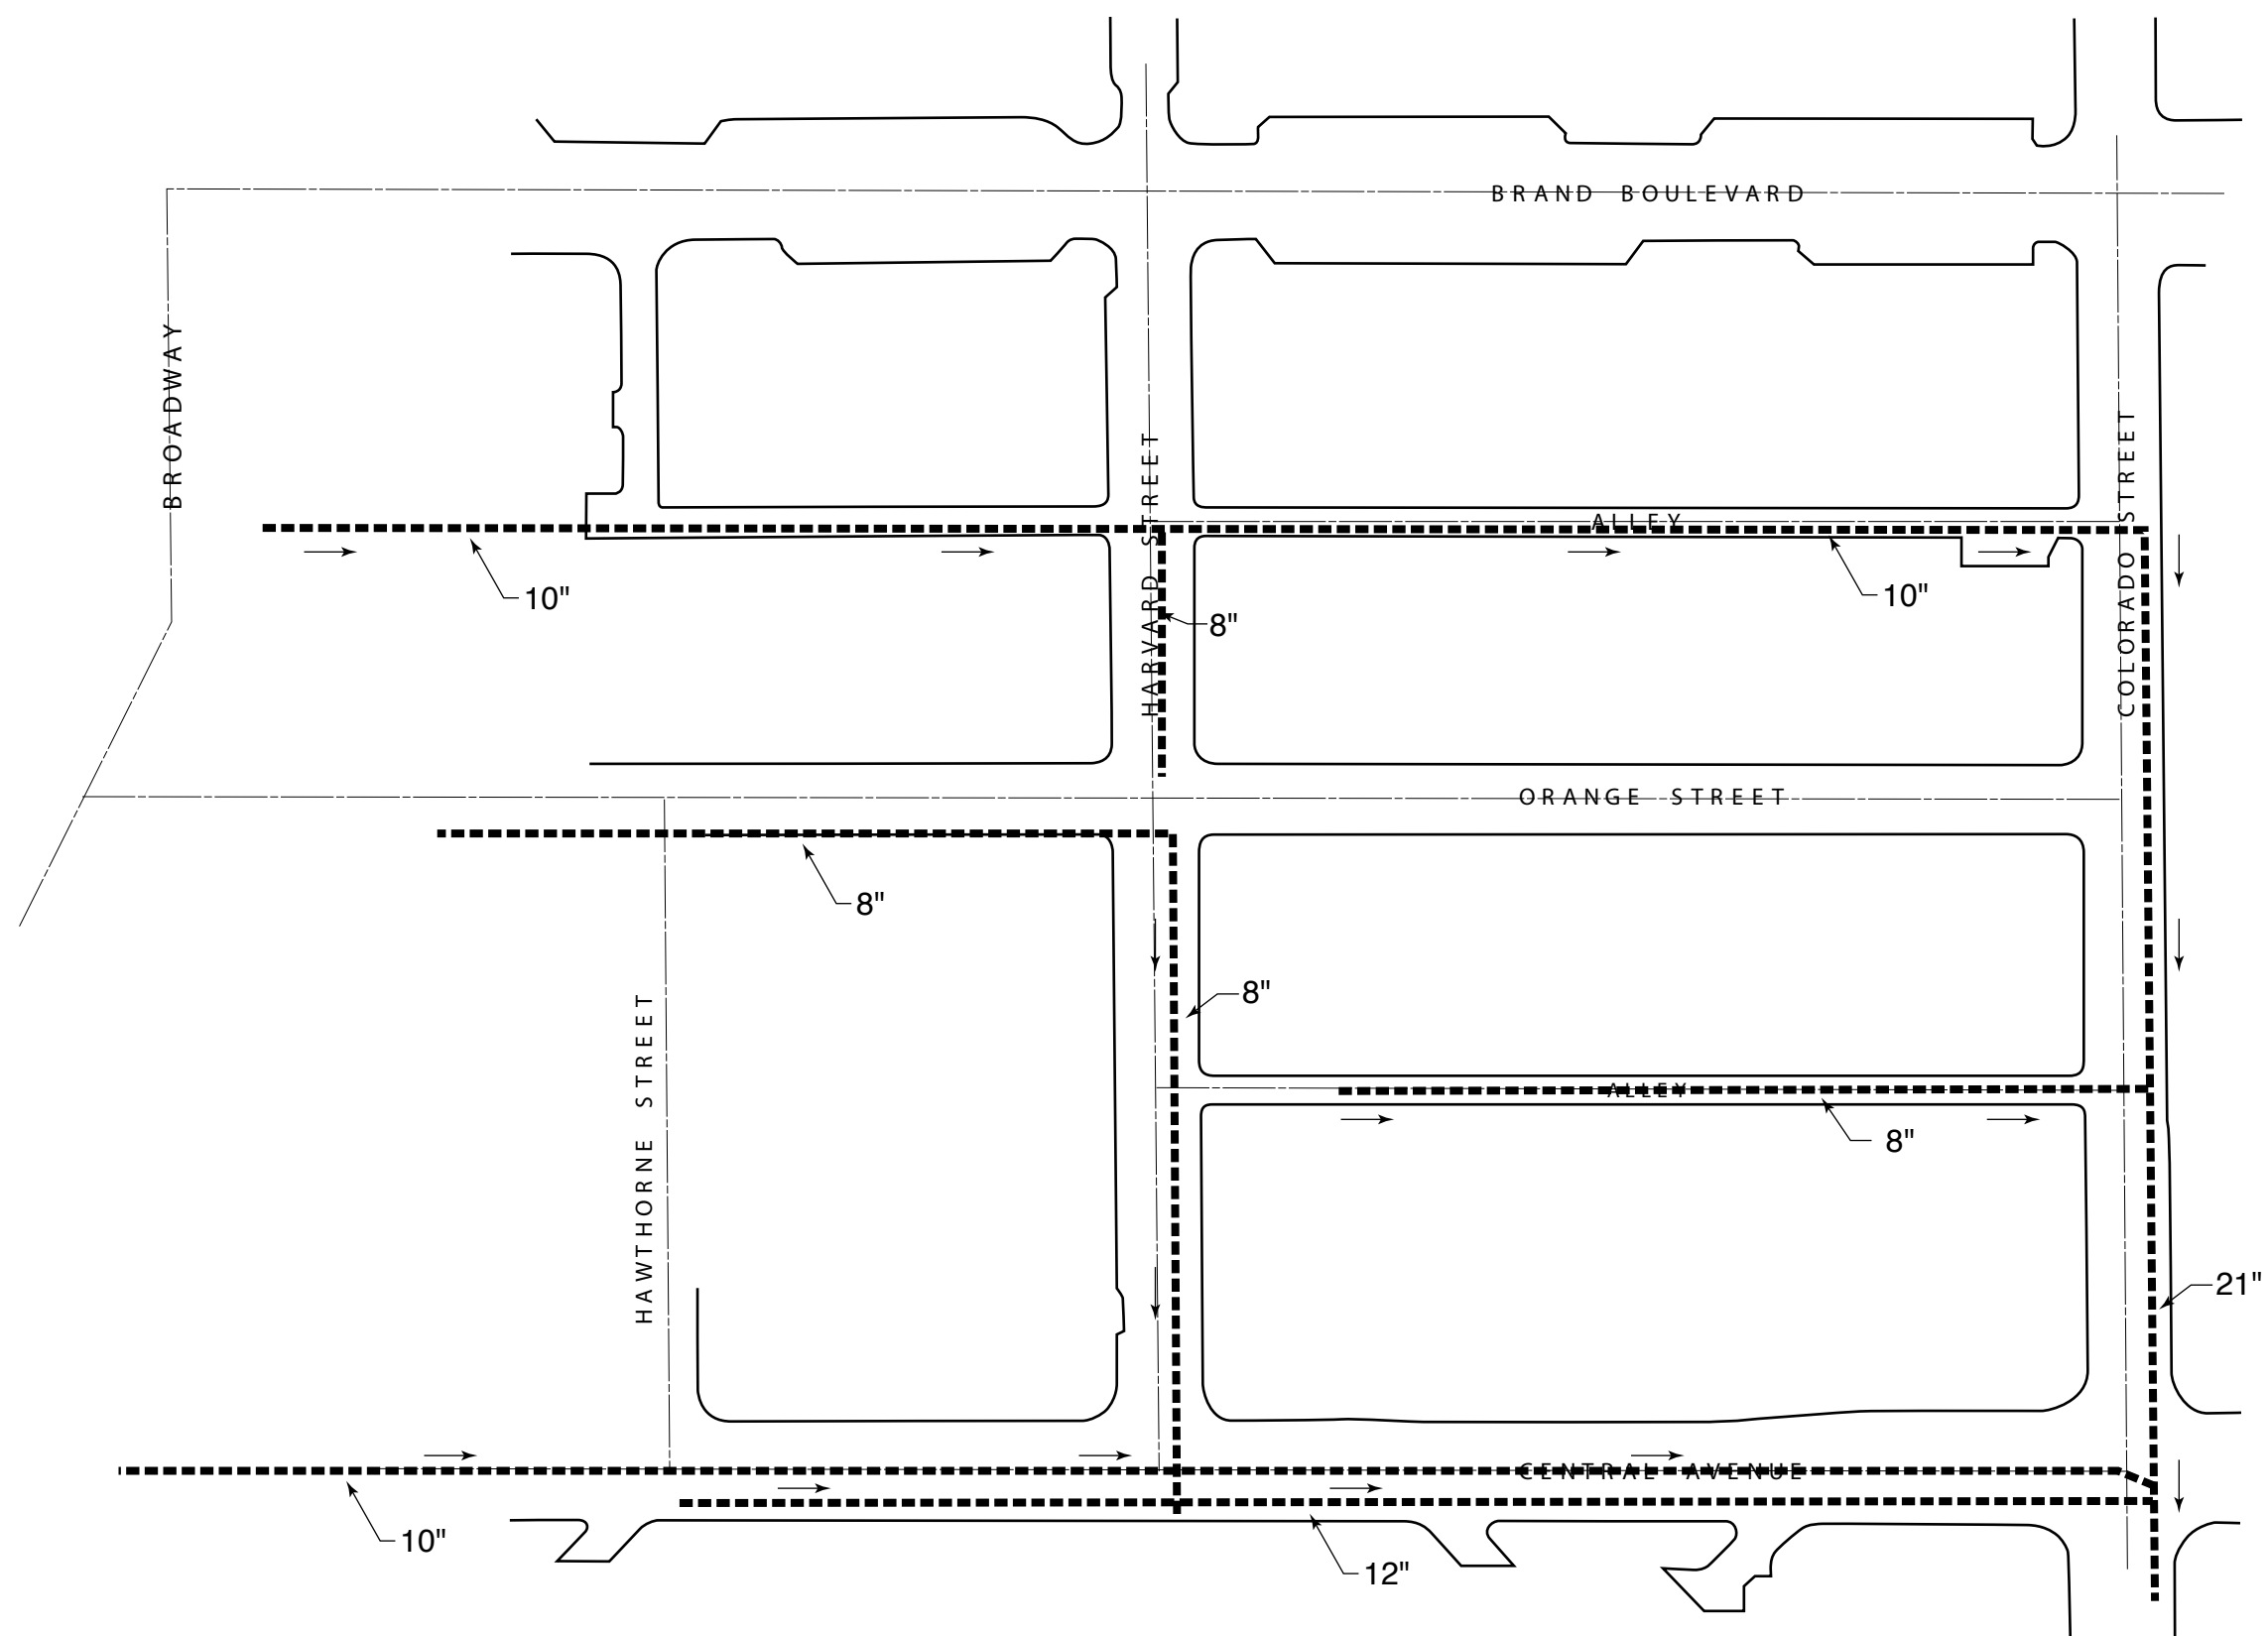 BRAND BOULEVARD
BROADWAY
HARVARD STREET
COLORADO STREET
ALLEY
10"
10"
8"
ORANGE STREET
8"
8"
HAWTHORNE STREET
ALLEY
8"
21"
CENTRAL AVENUE
10"
12"